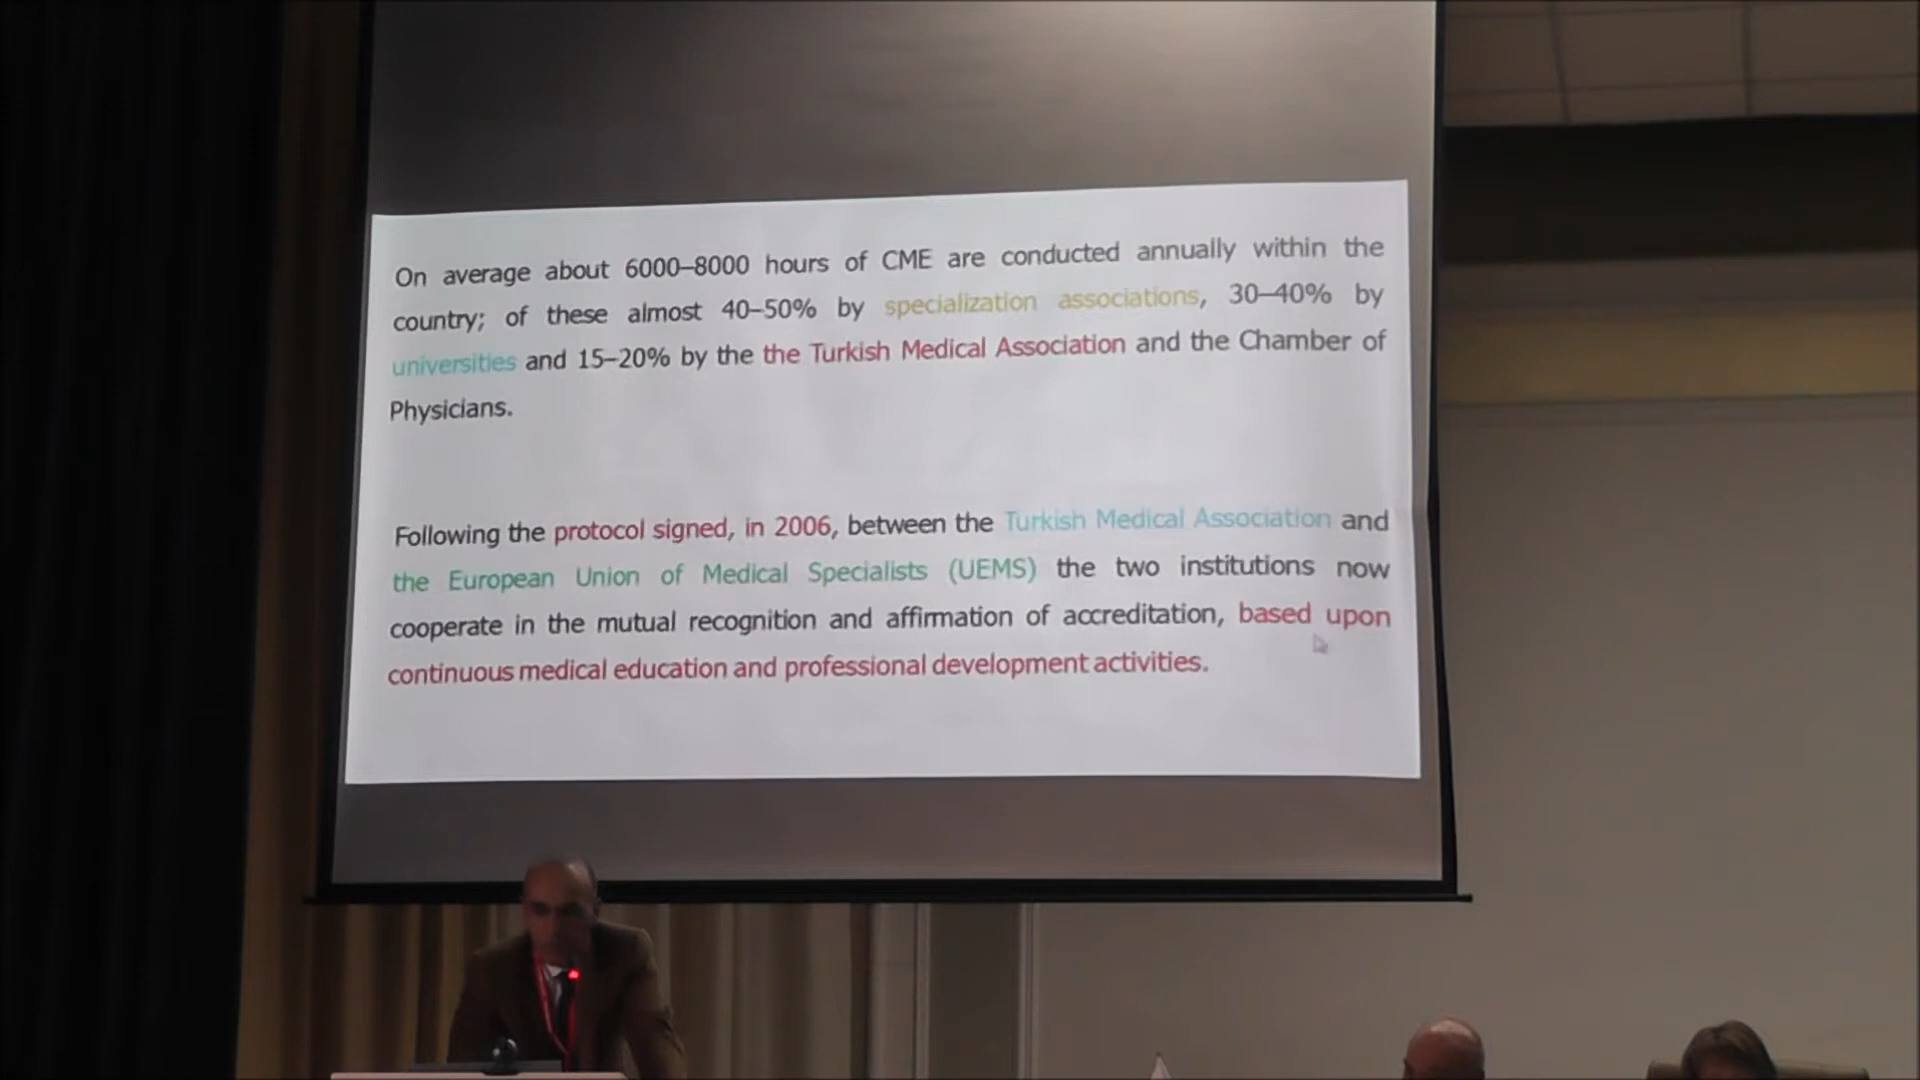 On average about 6000–8000 hours of CME are conducted annually within the
country; of these almost 40–50% by specialization associations, 30–40% by
universities and 15–20% by the the Turkish Medical Association and the Chamber of
Physicians.
Following the protocol signed, in 2006, between the Turkish Medical Association and
the European Union of Medical Specialists (UEMS) the two institutions now
cooperate in the mutual recognition and affirmation of accreditation, based upon
continuous medical education and professional development activities.